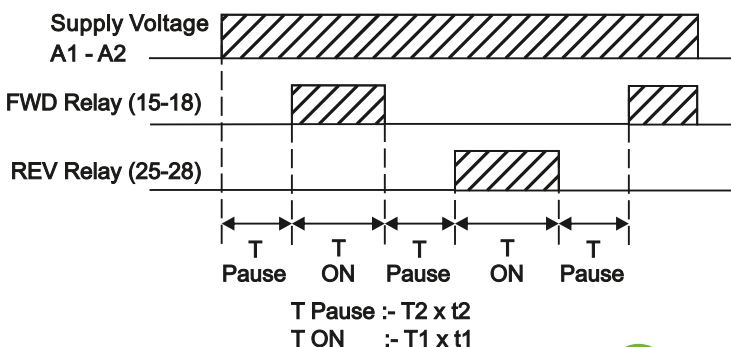 Supply Voltage
A1 - A2
FWD Relay (15-18)
REV Relay (25-28)
T Pause
T ON
T Pause
T ON
T Pause
T Pause :- T2 x t2
T ON :- T1 x t1